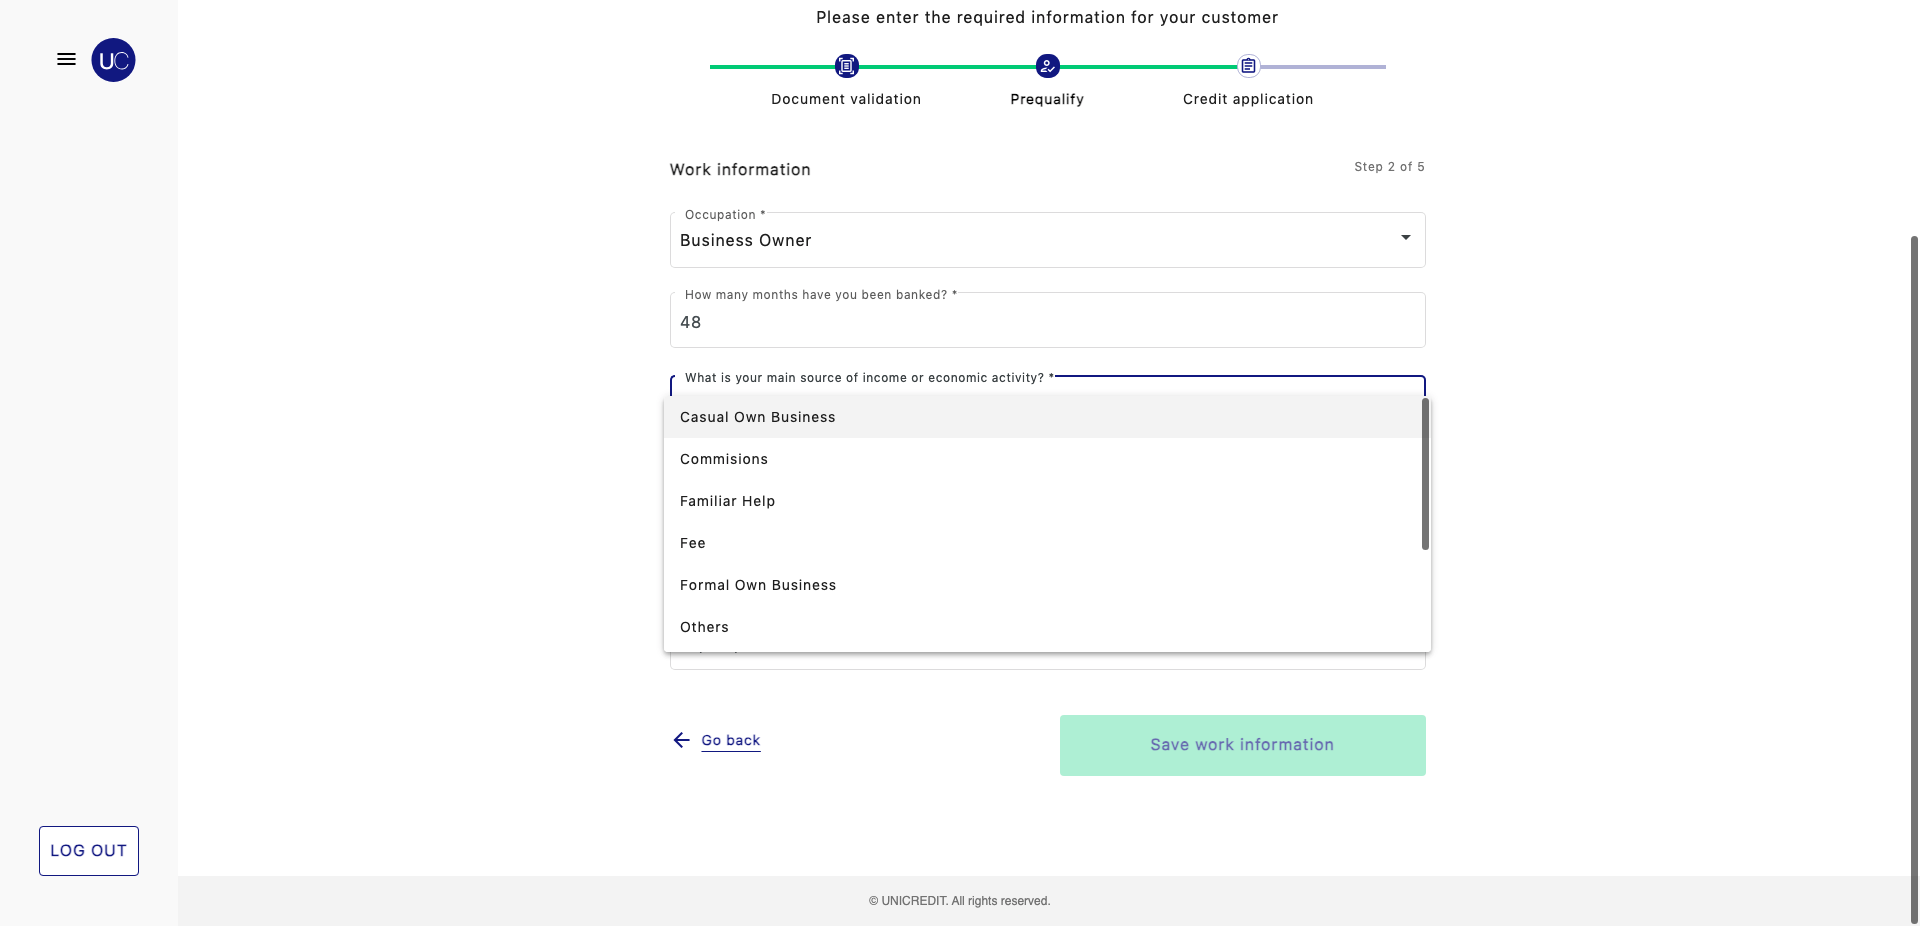 Please enter the required information for your customer
UC
Document validation
Prequalify
Credit application
Work information
Step 2 of 5
Occupation *
Business Owner
How many months have you been banked? *
48
What is your main source of income or economic activity? *
Casual Own Business
Commisions
Familiar Help
Fee
Formal Own Business
Others
Go back
Save work information
LOG OUT
© UNICREDIT. All rights reserved.